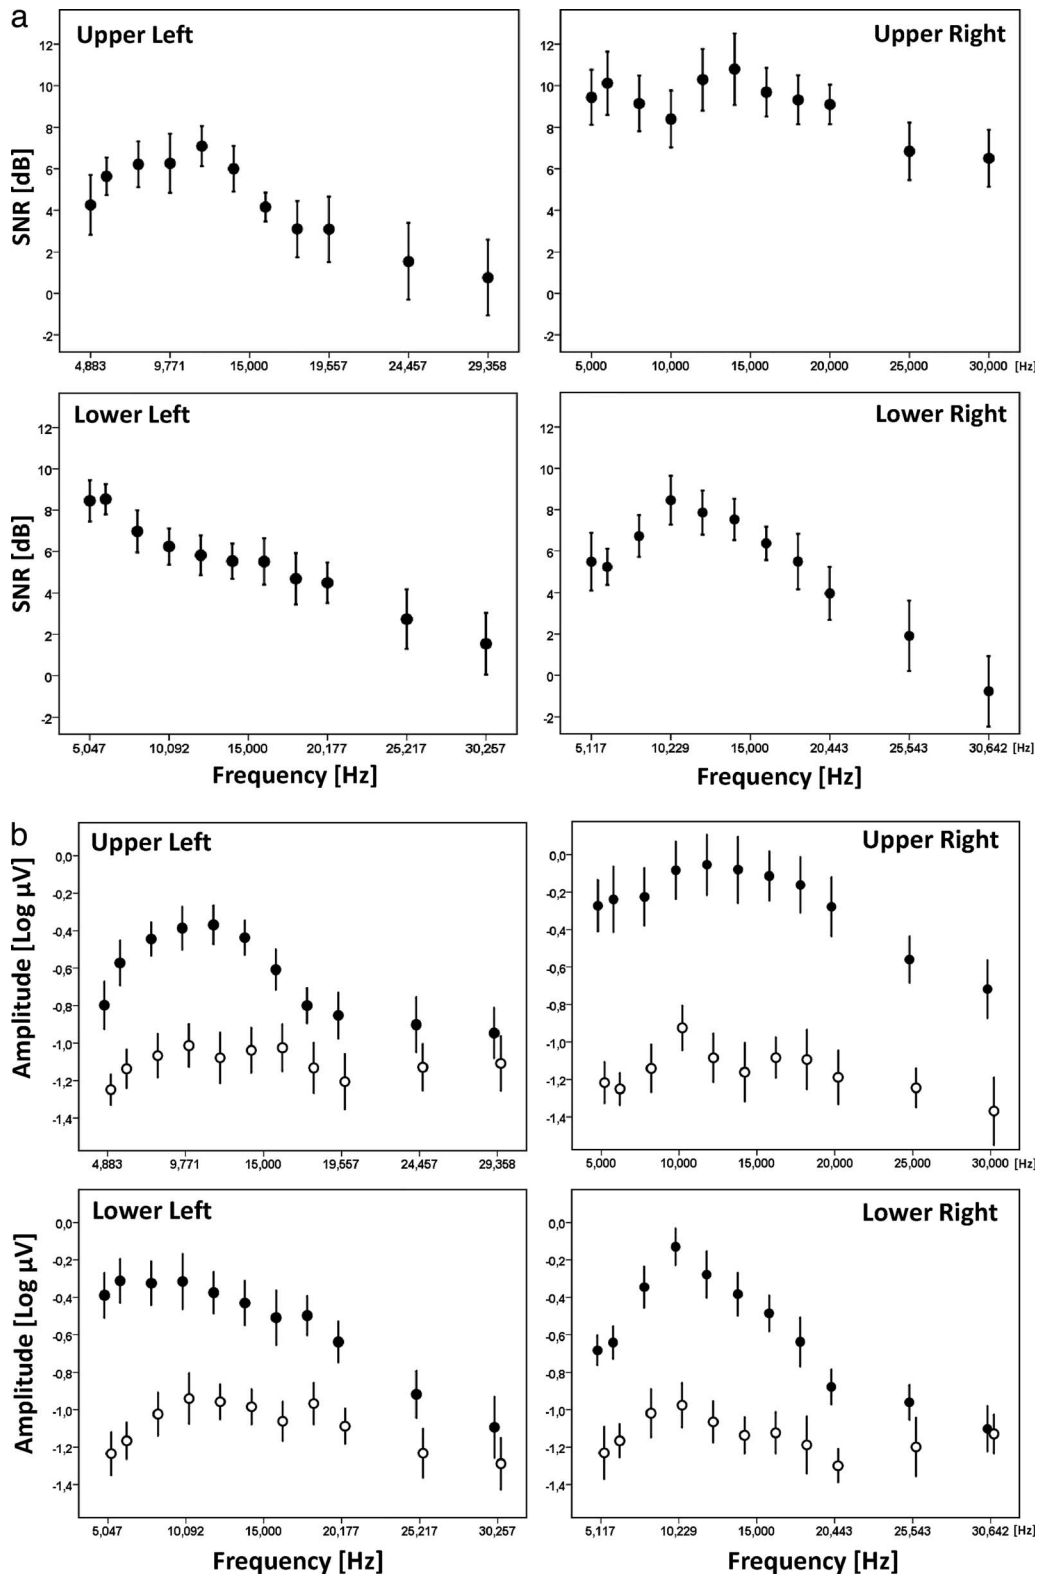 a
Upper Left
SNR [dB]
12
10
8
6
4
2
0
-2
4,883 9,771 15,000 19,557 24,457 29,358
Upper Right
12
10
8
6
4
2
0
-2
5,000 10,000 15,000 20,000 25,000 30,000 [Hz]
Lower Left
SNR [dB]
12
10
8
6
4
2
0
-2
5,047 10,092 15,000 20,177 25,217 30,257
Frequency [Hz]
Lower Right
12
10
8
6
4
2
0
-2
5,117 10,229 15,000 20,443 25,543 30,642 [Hz]
Frequency [Hz]
b
Upper Left
Amplitude [Log µV]
0,0
-0,2
-0,4
-0,6
-0,8
-1,0
-1,2
-1,4
4,883 9,771 15,000 19,557 24,457 29,358
Upper Right
0,0
-0,2
-0,4
-0,6
-0,8
-1,0
-1,2
-1,4
5,000 10,000 15,000 20,000 25,000 30,000 [Hz]
Lower Left
Amplitude [Log µV]
0,0
-0,2
-0,4
-0,6
-0,8
-1,0
-1,2
-1,4
5,047 10,092 15,000 20,177 25,217 30,257
Frequency [Hz]
Lower Right
0,0
-0,2
-0,4
-0,6
-0,8
-1,0
-1,2
-1,4
5,117 10,229 15,000 20,443 25,543 30,642 [Hz]
Frequency [Hz]